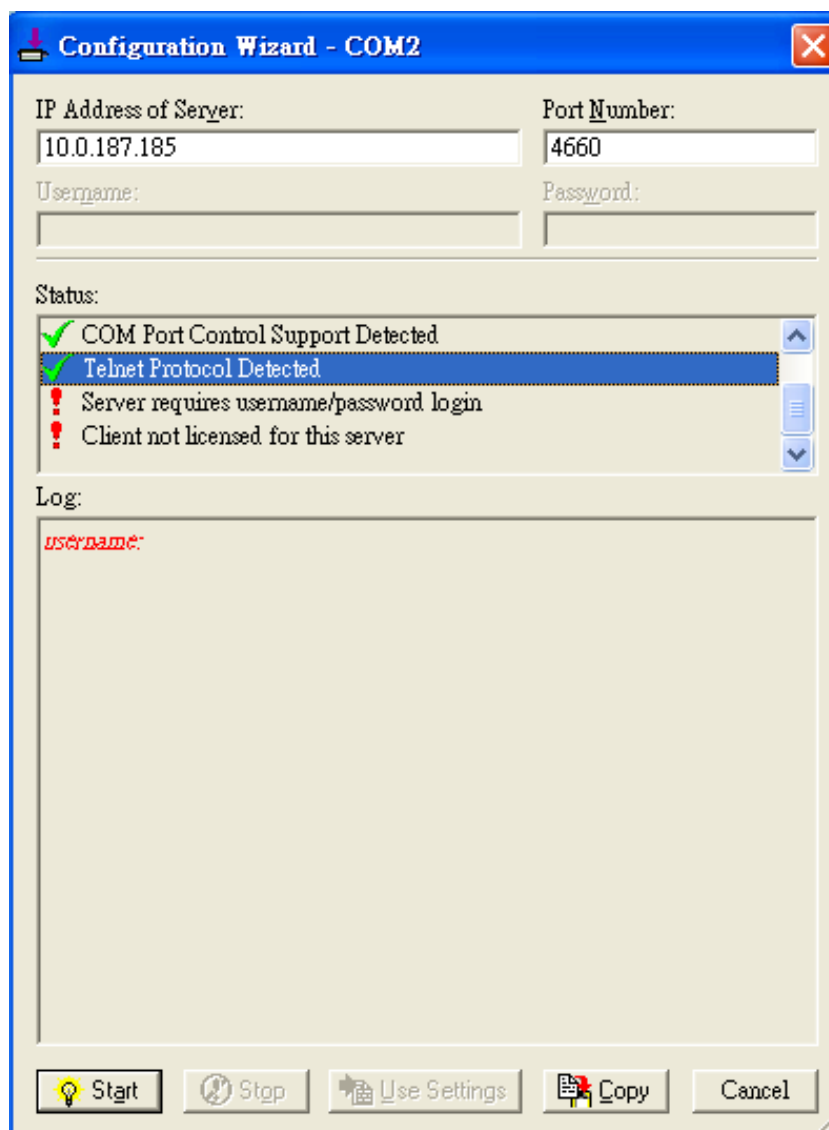 Configuration Wizard - COM2
IP Address of Server: Port Number:
10.0.187.185 4660
Username: Password:
Status:
COM Port Control Support Detected
Telnet Protocol Detected
Server requires username/password login
Client not licensed for this server
Log:
username:
Start Stop Use Settings Copy Cancel